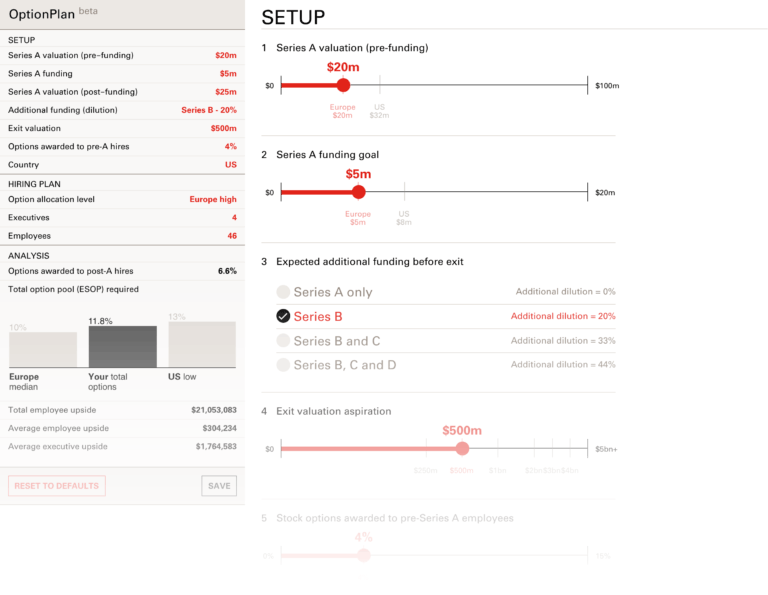 OptionPlan beta
SETUP
Series A valuation (pre–funding) $20m
Series A funding $5m
Series A valuation (post–funding) $25m
Additional funding (dilution) Series B - 20%
Exit valuation $500m
Options awarded to pre-A hires 4%
Country US
HIRING PLAN
Option allocation level Europe high
Executives 4
Employees 46
ANALYSIS
Options awarded to post-A hires 6.6%
Total option pool (ESOP) required
10% 11.8% 13%
Europe median
Your total options
US low
Total employee upside $21,053,083
Average employee upside $304,234
Average executive upside $1,764,583
RESET TO DEFAULTS SAVE
SETUP
1 Series A valuation (pre-funding)
$20m
$0 $100m
Europe US
$20m $32m
2 Series A funding goal
$5m
$0 $20m
Europe US
$5m $8m
3 Expected additional funding before exit
Series A only Additional dilution = 0%
Series B Additional dilution = 20%
Series B and C Additional dilution = 33%
Series B, C and D Additional dilution = 44%
4 Exit valuation aspiration
$500m
$0 $5bn+
$250m $500m $1bn $2bn $3bn $4bn
5 Stock options awarded to pre-Series A employees
4%
0%